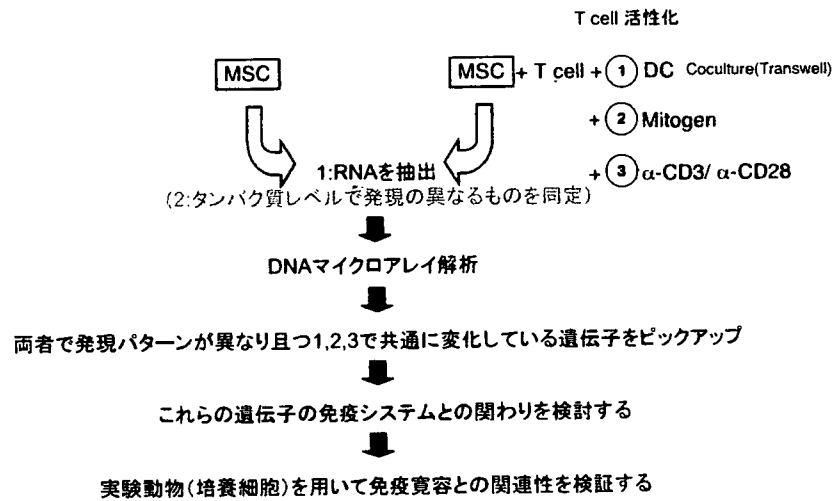 T cell 活性化
MSC
MSC + T cell + 1 DC Coculture(Transwell)
+ 2 Mitogen
+ 3 α-CD3/ α-CD28
1:RNAを抽出
(2:タンパク質レベルで発現の異なるものを同定)
DNAマイクロアレイ解析
両者で発現パターンが異なり且つ1,2,3で共通に変化している遺伝子をピックアップ
これらの遺伝子の免疫システムとの関わりを検討する
実験動物(培養細胞)を用いて免疫寛容との関連性を検証する